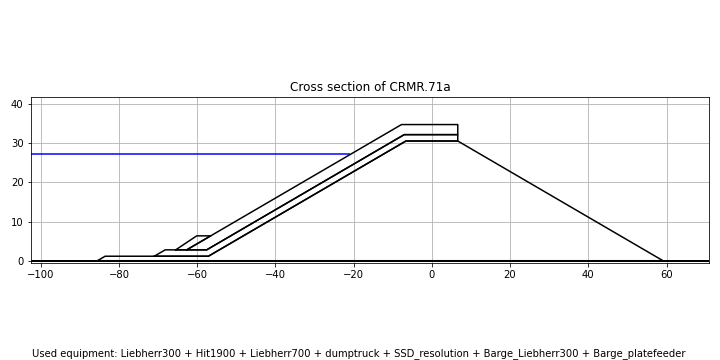 Cross section of CRMR.71a
40
30
20
10
0
−100 −80 −60 −40 −20 0 20 40 60
Used equipment: Liebherr300 + Hit1900 + Liebherr700 + dumptruck + SSD_resolution + Barge_Liebherr300 + Barge_platefeeder